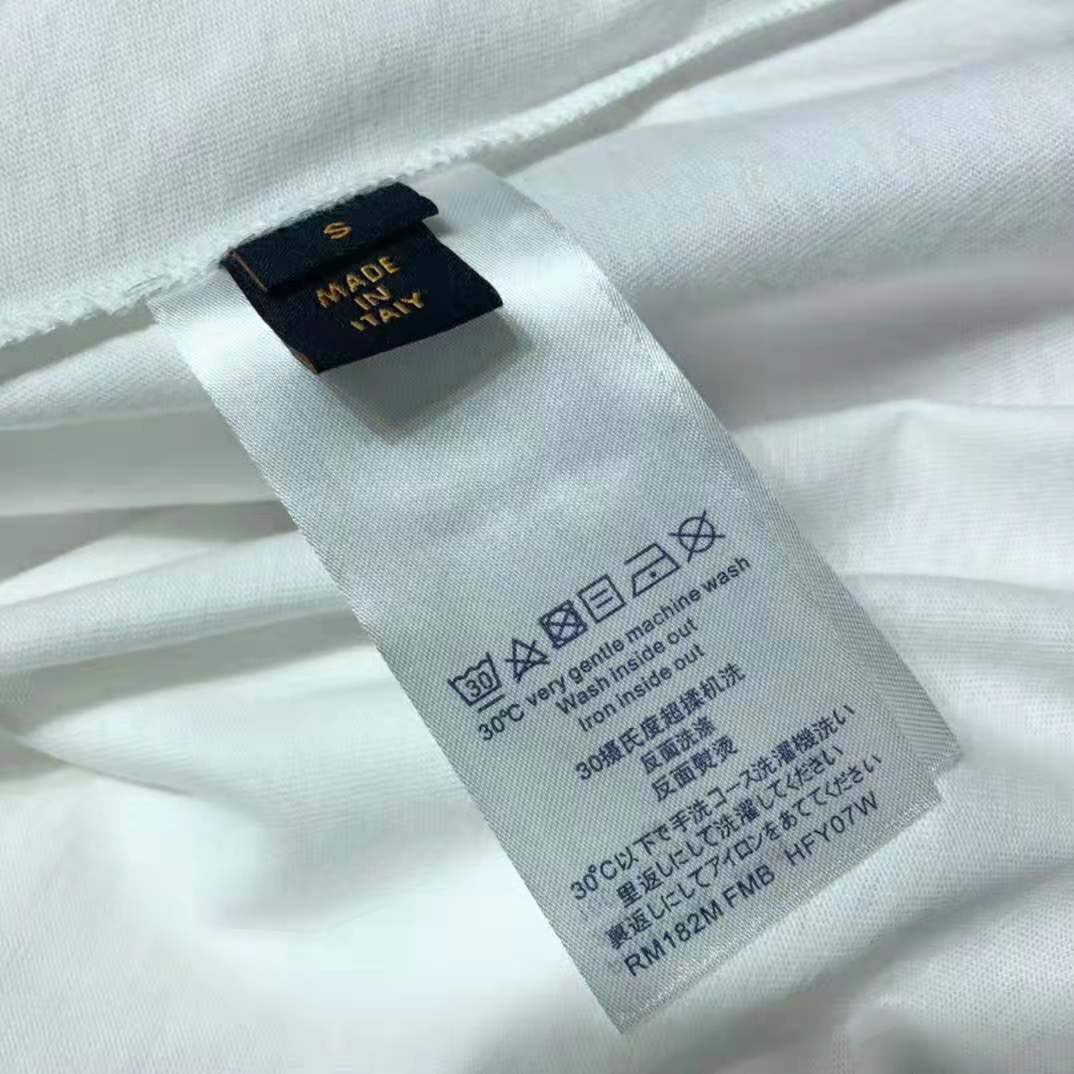 S
MADE
IN
ITALY
30
30℃ very gentle machine wash
Wash inside out
Iron inside out
30攝氏度超揉机洗
反面洗涤
反面熨烫
30℃以下で手洗コース洗濯機洗い
里返しにして洗濯してください
裏返しにしてアイロンをあててください
RM182M FMB HFY07W